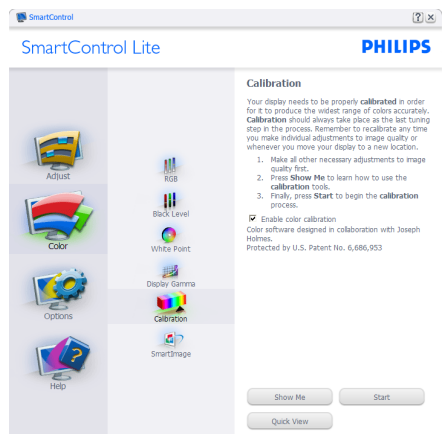 SmartControl
SmartControl Lite
PHILIPS
Adjust
Color
Options
Help
RGB
Black Level
White Point
Display Gamma
Calibration
SmartImage
Calibration
Your display needs to be properly calibrated in order
for it to produce the widest range of colors accurately.
Calibration should always take place as the last tuning
step in the process. Remember to recalibrate any time
you make individual adjustments to image quality or
whenever you move your display to a new location.
1. Make all other necessary adjustments to image
quality first.
2. Press Show Me to learn how to use the
calibration tools.
3. Finally, press Start to begin the calibration
process.
Enable color calibration
Color software designed in collaboration with Joseph
Holmes.
Protected by U.S. Patent No. 6,686,953
Show Me
Start
Quick View